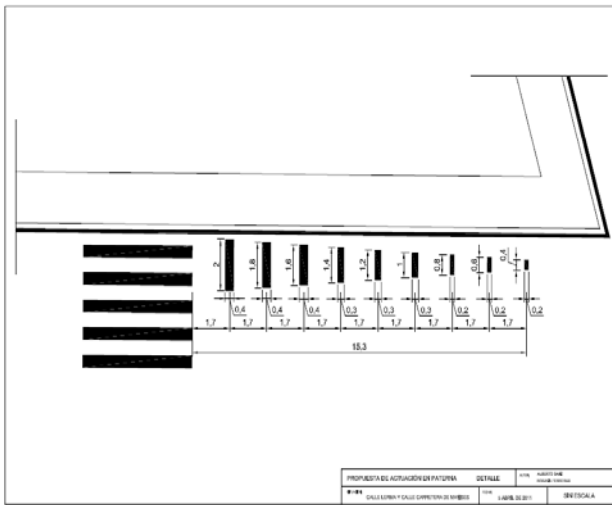 2
1,8
1,6
1,4
1,2
1
0,8
0,6
0,4
0,4 0,4 0,4 0,3 0,3 0,3 0,2 0,2 0,2
1,7 1,7 1,7 1,7 1,7 1,7 1,7 1,7 1,7
15,3
PROPUESTA DE ACTUACIÓN EN PATERNA DETALLE
CALLE Y CALLE CARRETERA DE
ABRIL DE 2011
SIN ESCALA